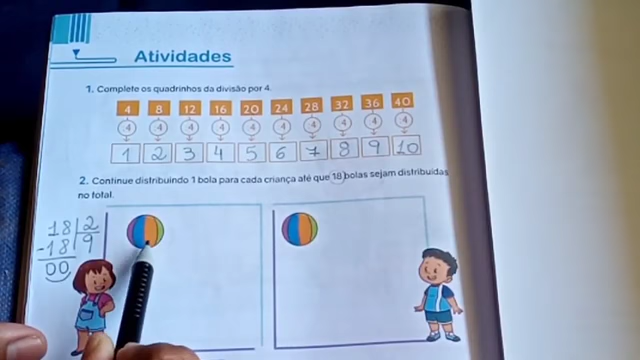 Atividades
1. Complete os quadrinhos da divisão por 4.
4 8 12 16 20 24 28 32 36 40
:4 :4 :4 :4 :4 :4 :4 :4 :4 :4
1 2 3 4 5 6 7 8 9 10
2. Continue distribuindo 1 bola para cada criança até que 18 bolas sejam distribuídas
no total.
18 2
-18 9
00